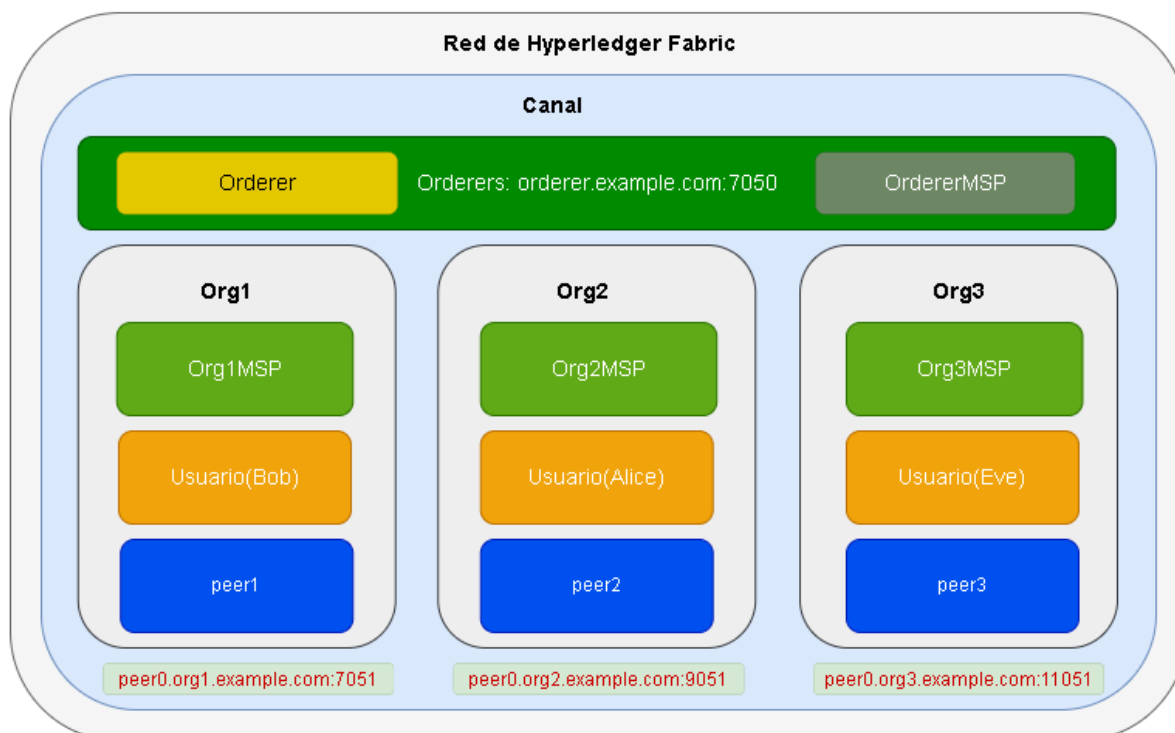 Red de Hyperledger Fabric
Canal
Orderer
Orderers: orderer.example.com:7050
OrdererMSP
Org1
Org2
Org3
Org1MSP
Org2MSP
Org3MSP
Usuario(Bob)
Usuario(Alice)
Usuario(Eve)
peer1
peer2
peer3
peer0.org1.example.com:7051
peer0.org2.example.com:9051
peer0.org3.example.com:11051